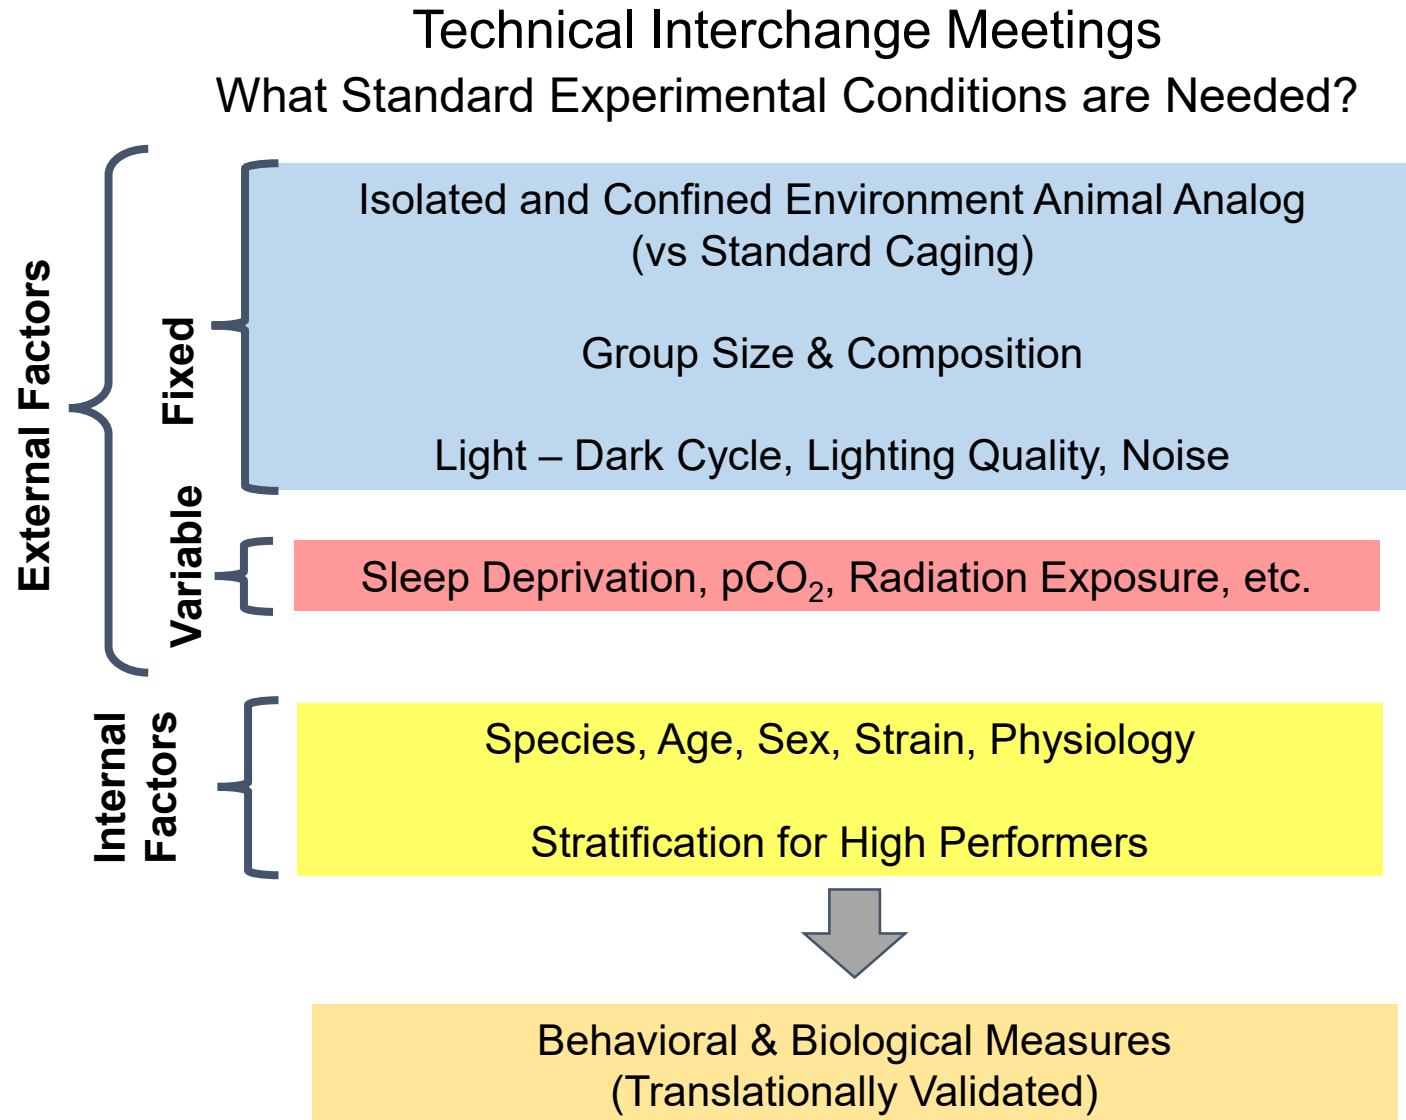 Technical Interchange Meetings
What Standard Experimental Conditions are Needed?
External Factors
Fixed
Isolated and Confined Environment Animal Analog
(vs Standard Caging)
Group Size & Composition
Light – Dark Cycle, Lighting Quality, Noise
Variable
Sleep Deprivation, pCO₂, Radiation Exposure, etc.
Internal
Factors
Species, Age, Sex, Strain, Physiology
Stratification for High Performers
Behavioral & Biological Measures
(Translationally Validated)